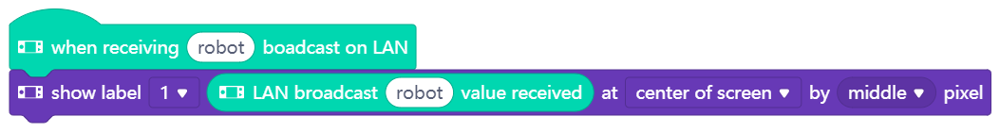 when receiving robot boadcast on LAN
show label 1 LAN broadcast robot value received at center of screen by middle pixel